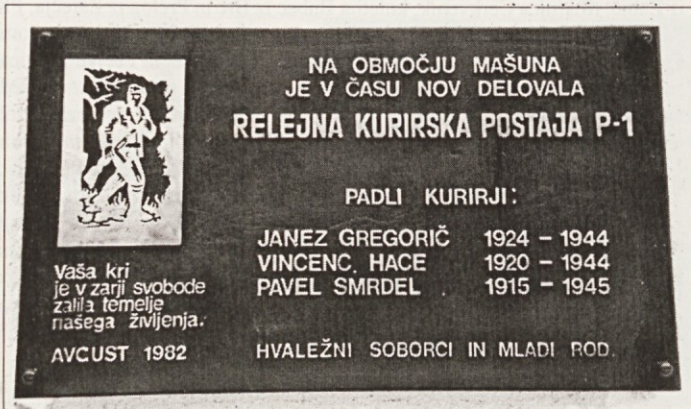 NA OBMOČJU MAŠUNA
JE V ČASU NOV DELOVALA
RELEJNA KURIRSKA POSTAJA P-1
PADLI KURIRJI:
JANEZ GREGORIČ 1924 - 1944
VINCENC HACE 1920 - 1944
PAVEL SMRDEL 1915 - 1945
Vaša kri
je v zarji svobode
zalila temelje
našega življenja.
AVGUST 1982
HVALEŽNI SOBORCI IN MLADI ROD.